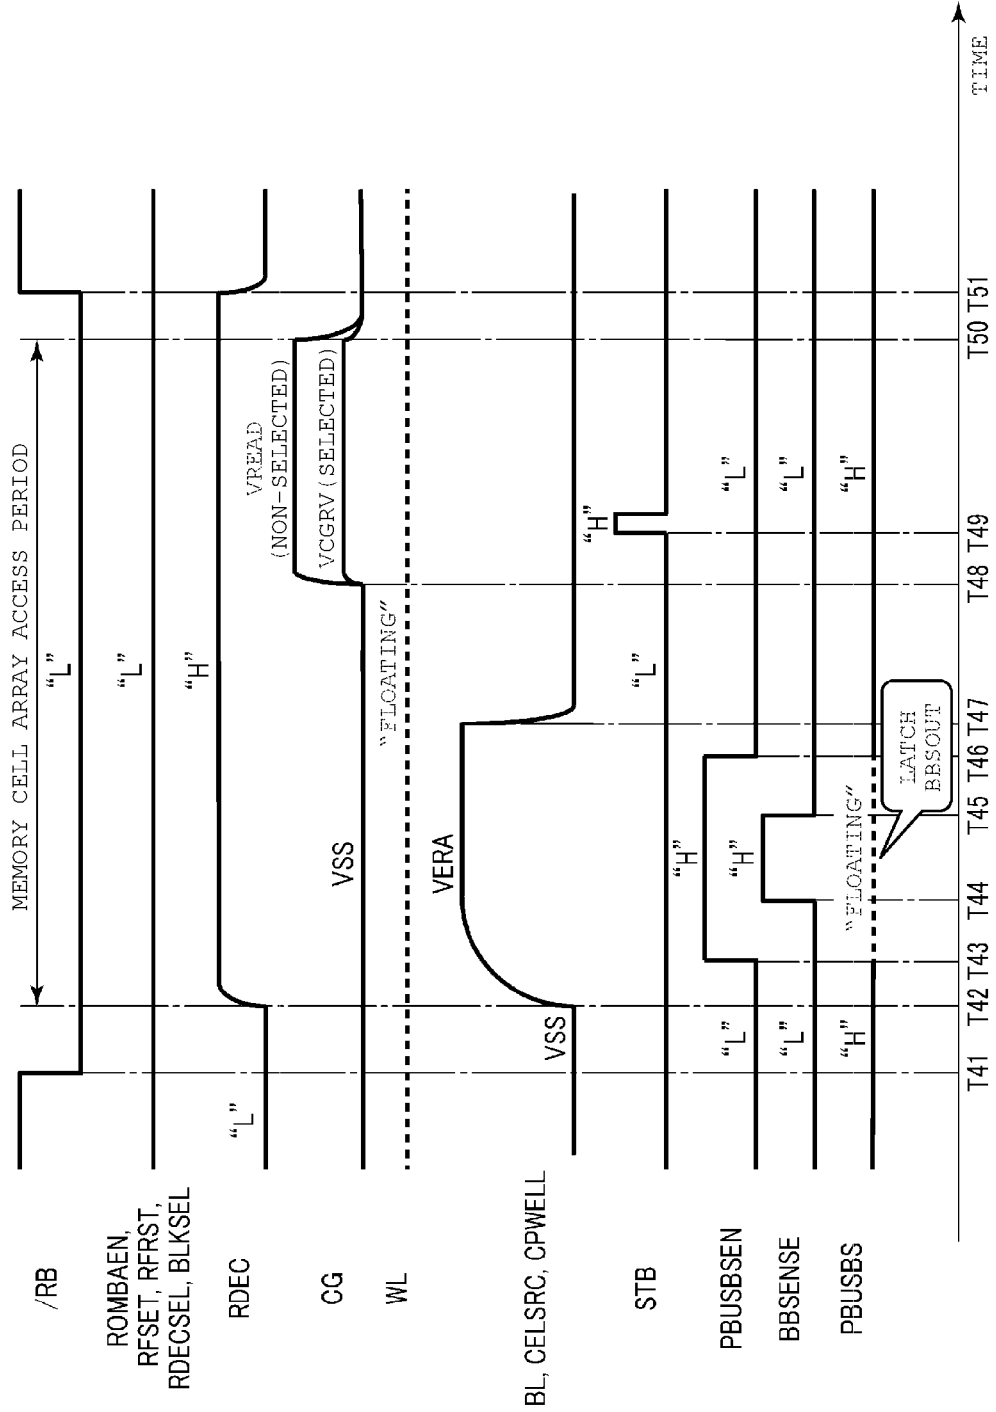 MEMORY CELL ARRAY ACCESS PERIOD
/RB
“L”
ROMBAEN,
RFSET, RFRST,
RDECSEL, BLKSEL
“L”
RDEC
“L”
“H”
CG
VSS
VREAD
(NON-SELECTED)
VCGRV(SELECTED)
WL
“FLOATING”
BL, CELSRC, CPWELL
VSS
VERA
STB
“L”
“H”
PBUSBSEN
“L”
“H”
“L”
BBSENSE
“L”
“H”
“L”
PBUSBS
“H”
“FLOATING”
“H”
LATCH
BBSOUT
T41 T42 T43 T44 T45 T46 T47 T48 T49 T50 T51
TIME